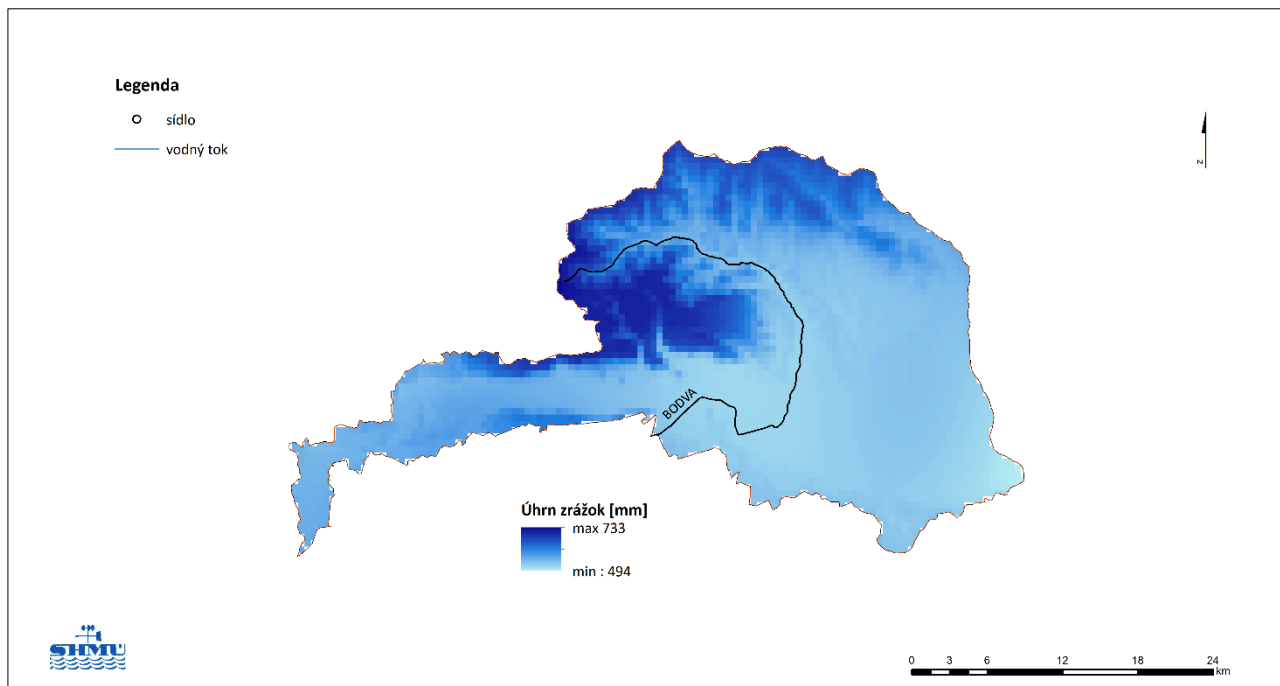 Legenda
sídlo
vodný tok
z
BODVA
Úhrn zrážok [mm]
max 733
min : 494
SHMÚ
0 3 6 12 18 24
km